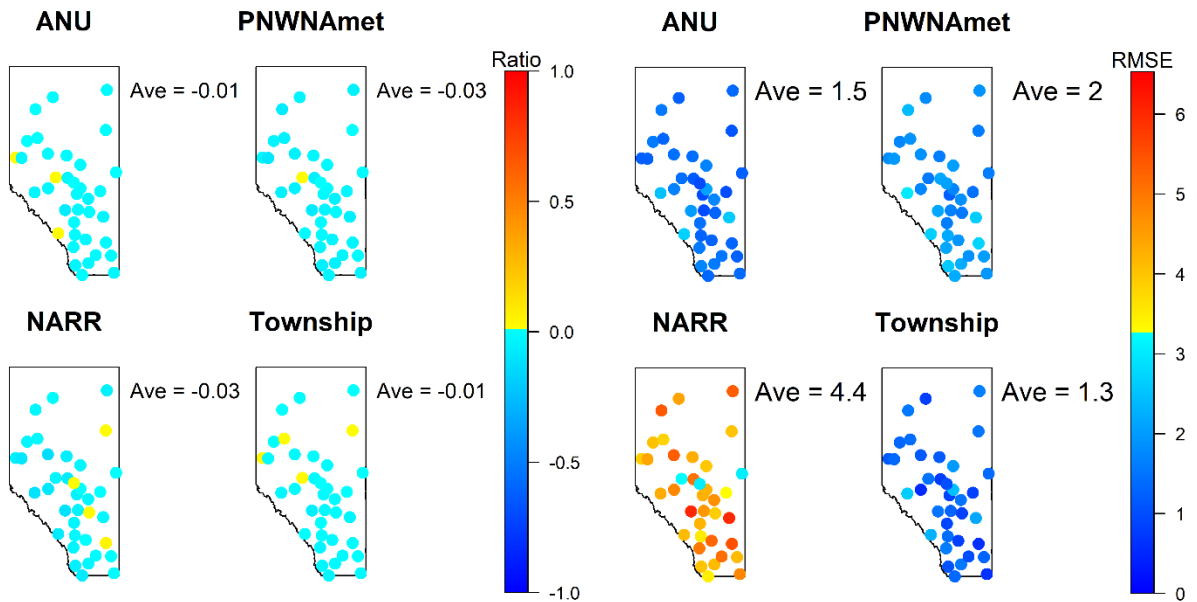 ANU
PNWNAmet
Ratio
Ave = -0.01
Ave = -0.03
1.0
0.5
0.0
-0.5
-1.0
NARR
Township
Ave = -0.03
Ave = -0.01
ANU
PNWNAmet
RMSE
Ave = 1.5
Ave = 2
6
5
4
3
2
1
0
NARR
Township
Ave = 4.4
Ave = 1.3